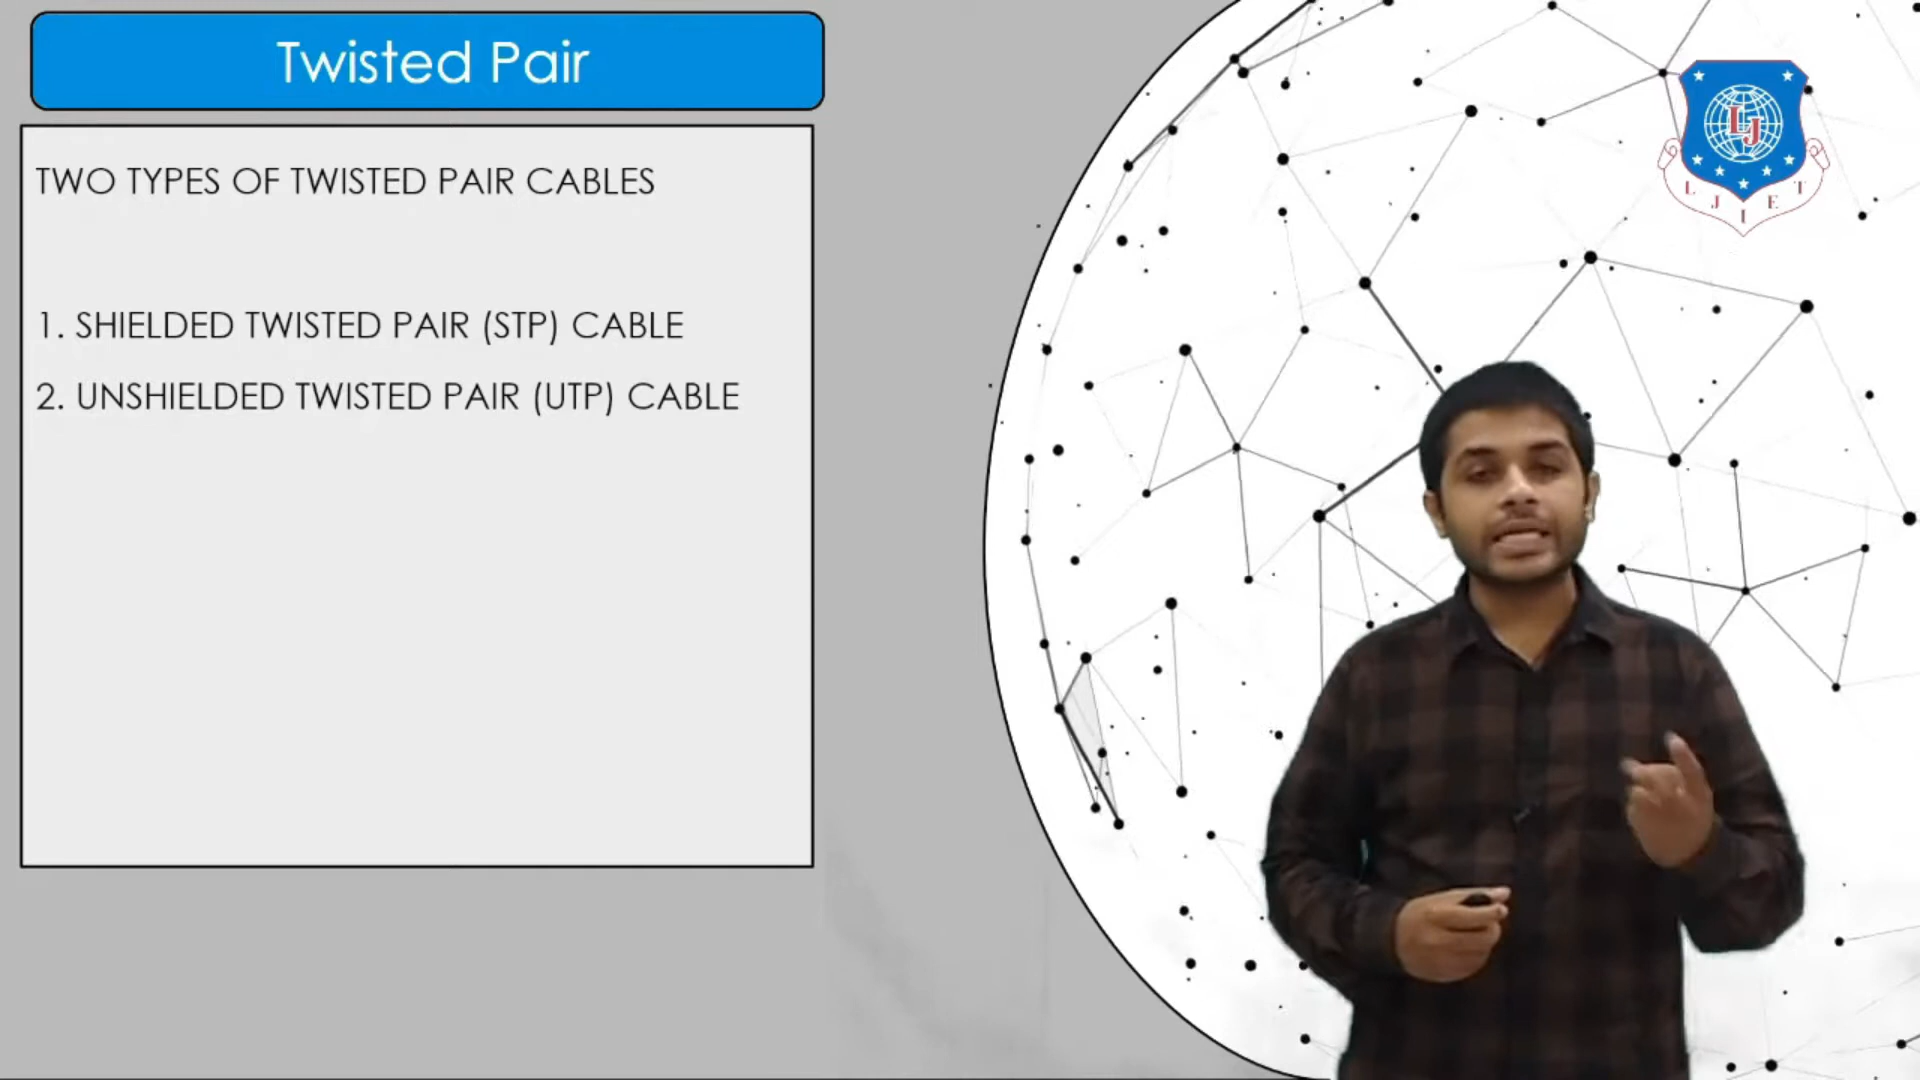 Twisted Pair
TWO TYPES OF TWISTED PAIR CABLES
1. SHIELDED TWISTED PAIR (STP) CABLE
2. UNSHIELDED TWISTED PAIR (UTP) CABLE
LJ
L J I E T